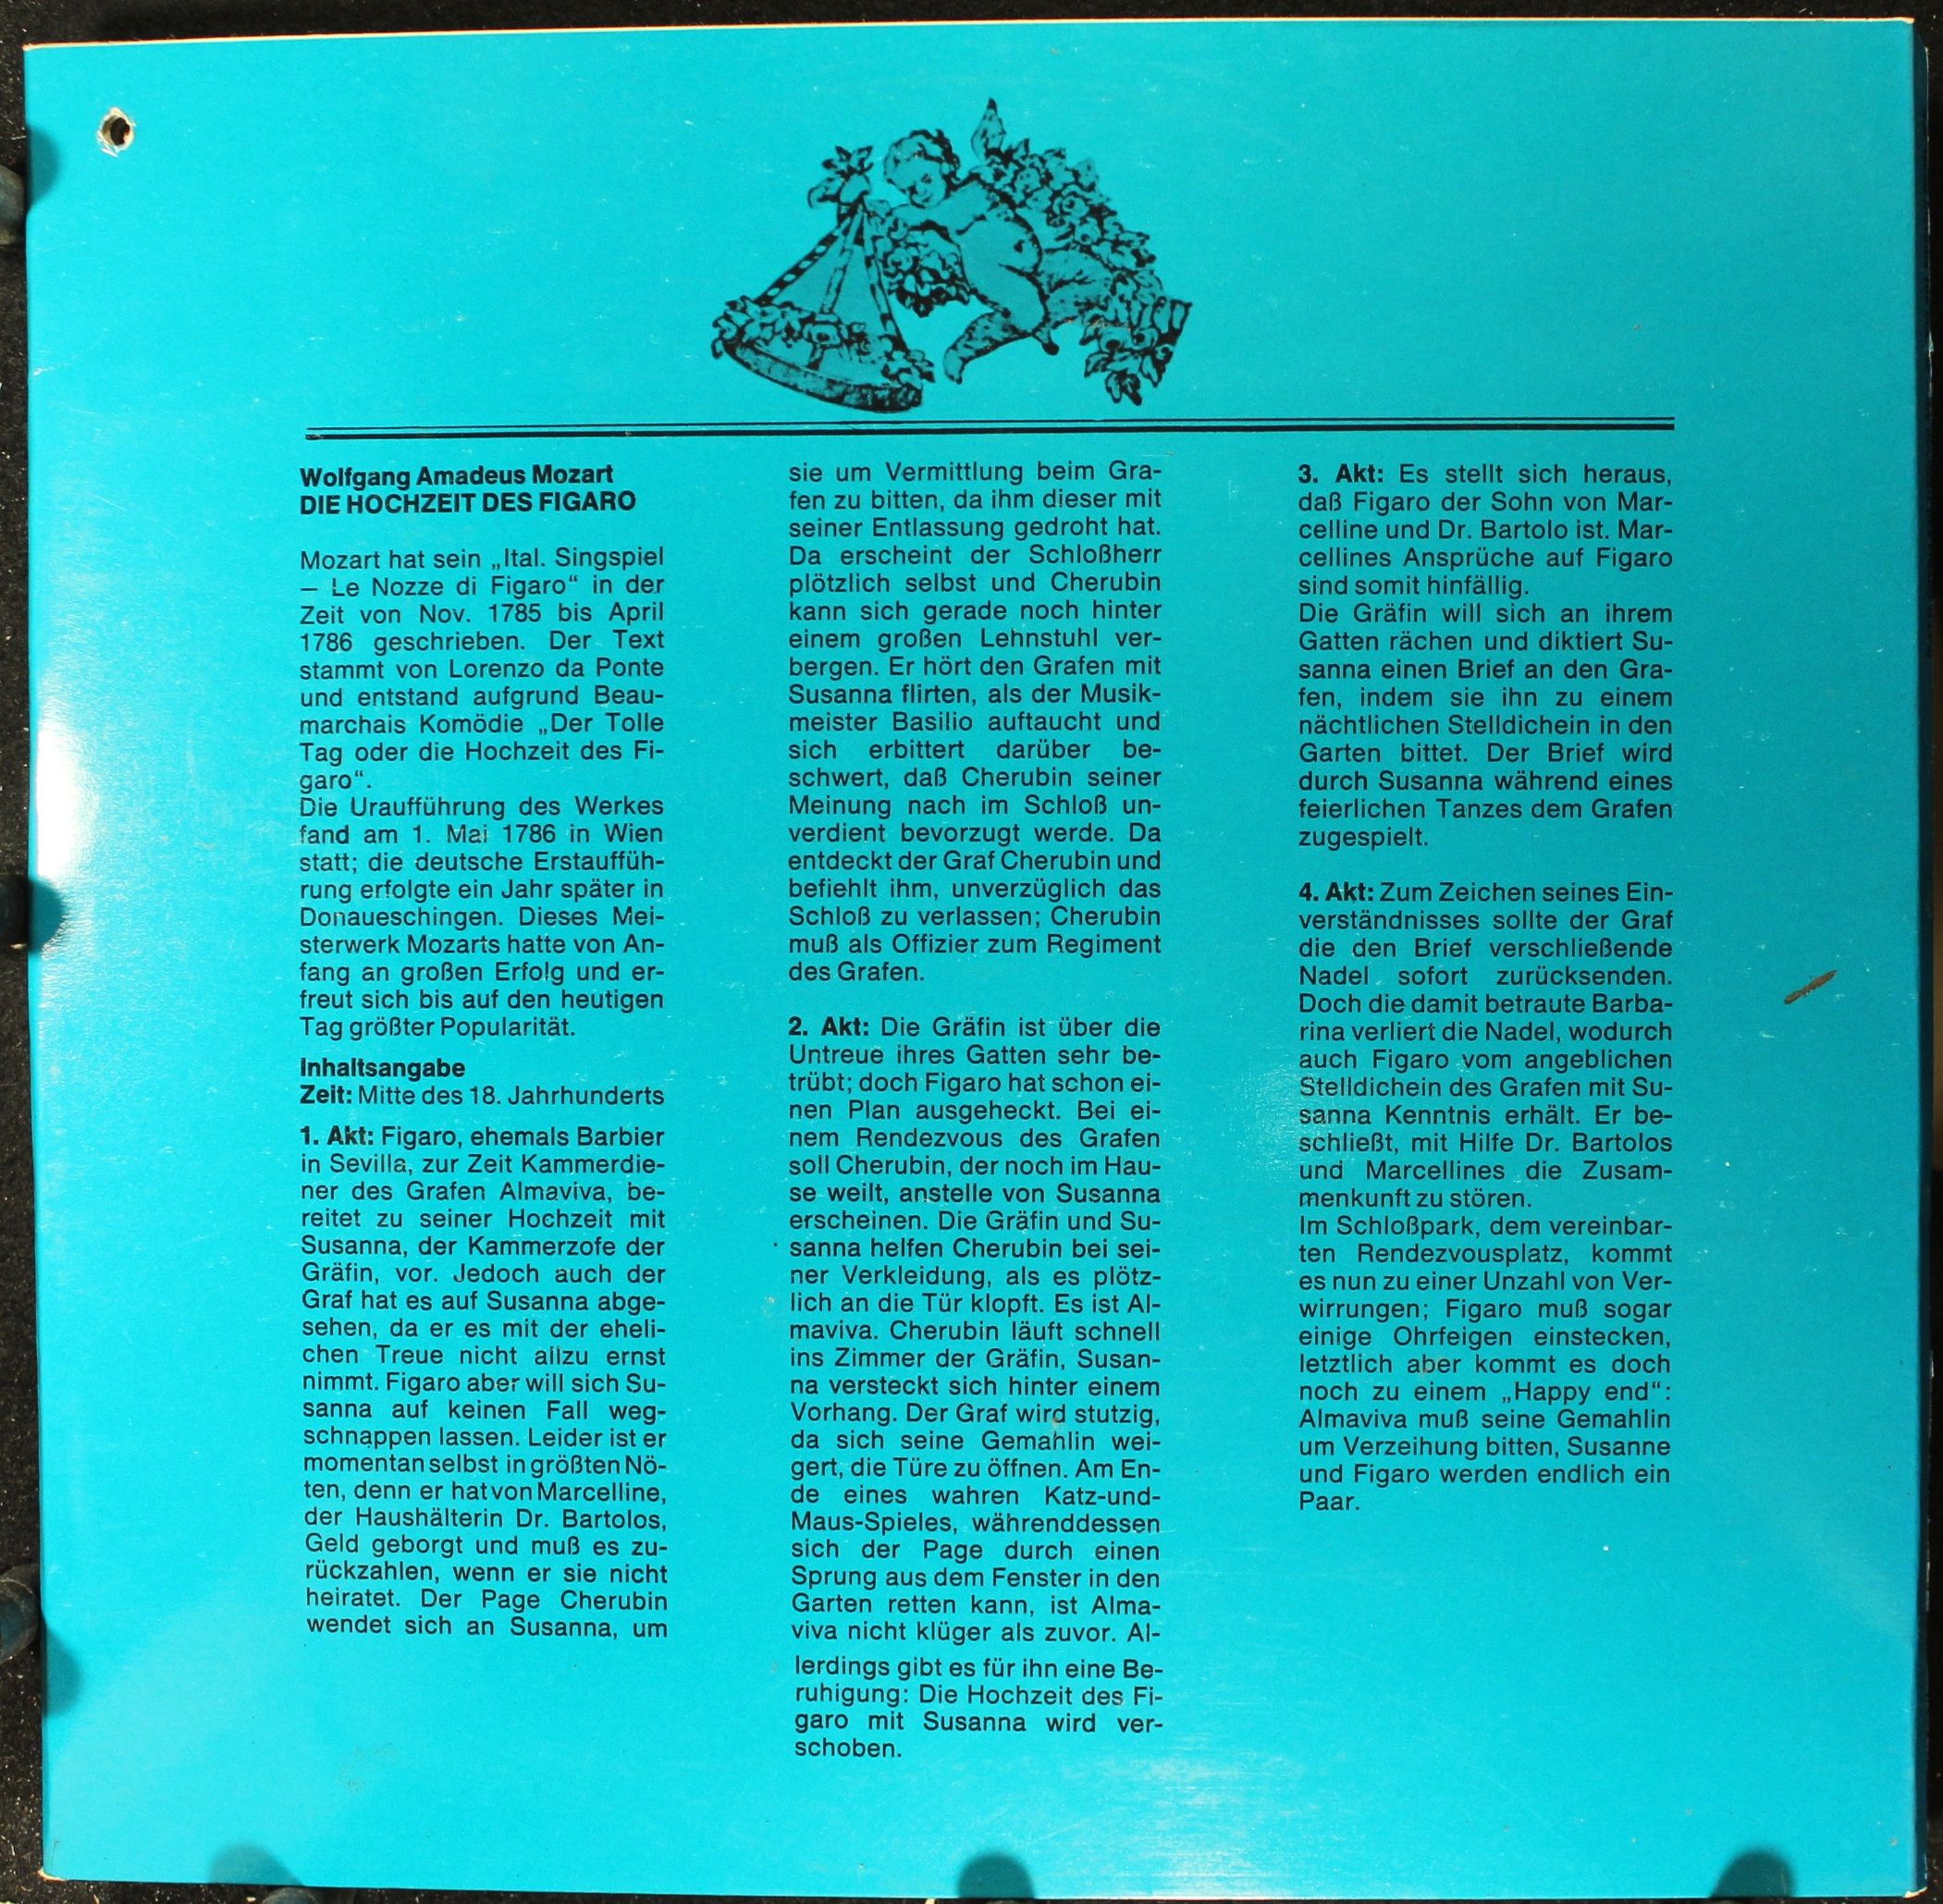 Wolfgang Amadeus Mozart
DIE HOCHZEIT DES FIGARO
Mozart hat sein „Ital. Singspiel
– Le Nozze di Figaro“ in der
Zeit von Nov. 1785 bis April
1786 geschrieben. Der Text
stammt von Lorenzo da Ponte
und entstand aufgrund Beau-
marchais Komödie „Der Tolle
Tag oder die Hochzeit des Fi-
garo“.
Die Uraufführung des Werkes
fand am 1. Mai 1786 in Wien
statt; die deutsche Erstauffüh-
rung erfolgte ein Jahr später in
Donaueschingen. Dieses Mei-
sterwerk Mozarts hatte von An-
fang an großen Erfolg und er-
freut sich bis auf den heutigen
Tag größter Popularität.
Inhaltsangabe
Zeit: Mitte des 18. Jahrhunderts
1. Akt: Figaro, ehemals Barbier
in Sevilla, zur Zeit Kammerdie-
ner des Grafen Almaviva, be-
reitet zu seiner Hochzeit mit
Susanna, der Kammerzofe der
Gräfin, vor. Jedoch auch der
Graf hat es auf Susanna abge-
sehen, da er es mit der eheli-
chen Treue nicht allzu ernst
nimmt. Figaro aber will sich Su-
sanna auf keinen Fall weg-
schnappen lassen. Leider ist er
momentan selbst in größten Nö-
ten, denn er hat von Marcelline,
der Haushälterin Dr. Bartolos,
Geld geborgt und muß es zu-
rückzahlen, wenn er sie nicht
heiratet. Der Page Cherubin
wendet sich an Susanna, um
sie um Vermittlung beim Gra-
fen zu bitten, da ihm dieser mit
seiner Entlassung gedroht hat.
Da erscheint der Schloßherr
plötzlich selbst und Cherubin
kann sich gerade noch hinter
einem großen Lehnstuhl ver-
bergen. Er hört den Grafen mit
Susanna flirten, als der Musik-
meister Basilio auftaucht und
sich erbittert darüber be-
schwert, daß Cherubin seiner
Meinung nach im Schloß un-
verdient bevorzugt werde. Da
entdeckt der Graf Cherubin und
befiehlt ihm, unverzüglich das
Schloß zu verlassen; Cherubin
muß als Offizier zum Regiment
des Grafen.
2. Akt: Die Gräfin ist über die
Untreue ihres Gatten sehr be-
trübt; doch Figaro hat schon ei-
nen Plan ausgeheckt. Bei ei-
nem Rendezvous des Grafen
soll Cherubin, der noch im Hau-
se weilt, anstelle von Susanna
erscheinen. Die Gräfin und Su-
sanna helfen Cherubin bei sei-
ner Verkleidung, als es plötz-
lich an die Tür klopft. Es ist Al-
maviva. Cherubin läuft schnell
ins Zimmer der Gräfin, Susan-
na versteckt sich hinter einem
Vorhang. Der Graf wird stutzig,
da sich seine Gemahlin wei-
gert, die Türe zu öffnen. Am En-
de eines wahren Katz-und-
Maus-Spieles, währenddessen
sich der Page durch einen
Sprung aus dem Fenster in den
Garten retten kann, ist Alma-
viva nicht klüger als zuvor. Al-
lerdings gibt es für ihn eine Be-
ruhigung: Die Hochzeit des Fi-
garo mit Susanna wird ver-
schoben.
3. Akt: Es stellt sich heraus,
daß Figaro der Sohn von Mar-
celline und Dr. Bartolo ist. Mar-
cellines Ansprüche auf Figaro
sind somit hinfällig.
Die Gräfin will sich an ihrem
Gatten rächen und diktiert Su-
sanna einen Brief an den Gra-
fen, indem sie ihn zu einem
nächtlichen Stelldichein in den
Garten bittet. Der Brief wird
durch Susanna während eines
feierlichen Tanzes dem Grafen
zugespielt.
4. Akt: Zum Zeichen seines Ein-
verständnisses sollte der Graf
die den Brief verschließende
Nadel sofort zurücksenden.
Doch die damit betraute Barba-
rina verliert die Nadel, wodurch
auch Figaro vom angeblichen
Stelldichein des Grafen mit Su-
sanna Kenntnis erhält. Er be-
schließt, mit Hilfe Dr. Bartolos
und Marcellines die Zusam-
menkunft zu stören.
Im Schloßpark, dem vereinbar-
ten Rendezvousplatz, kommt
es nun zu einer Unzahl von Ver-
wirrungen; Figaro muß sogar
einige Ohrfeigen einstecken,
letztlich aber kommt es doch
noch zu einem „Happy end“:
Almaviva muß seine Gemahlin
um Verzeihung bitten, Susanne
und Figaro werden endlich ein
Paar.